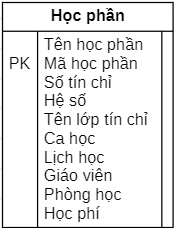 Học phần
Tên học phần
PK Mã học phần
Số tín chỉ
Hệ số
Tên lớp tín chỉ
Ca học
Lịch học
Giáo viên
Phòng học
Học phí